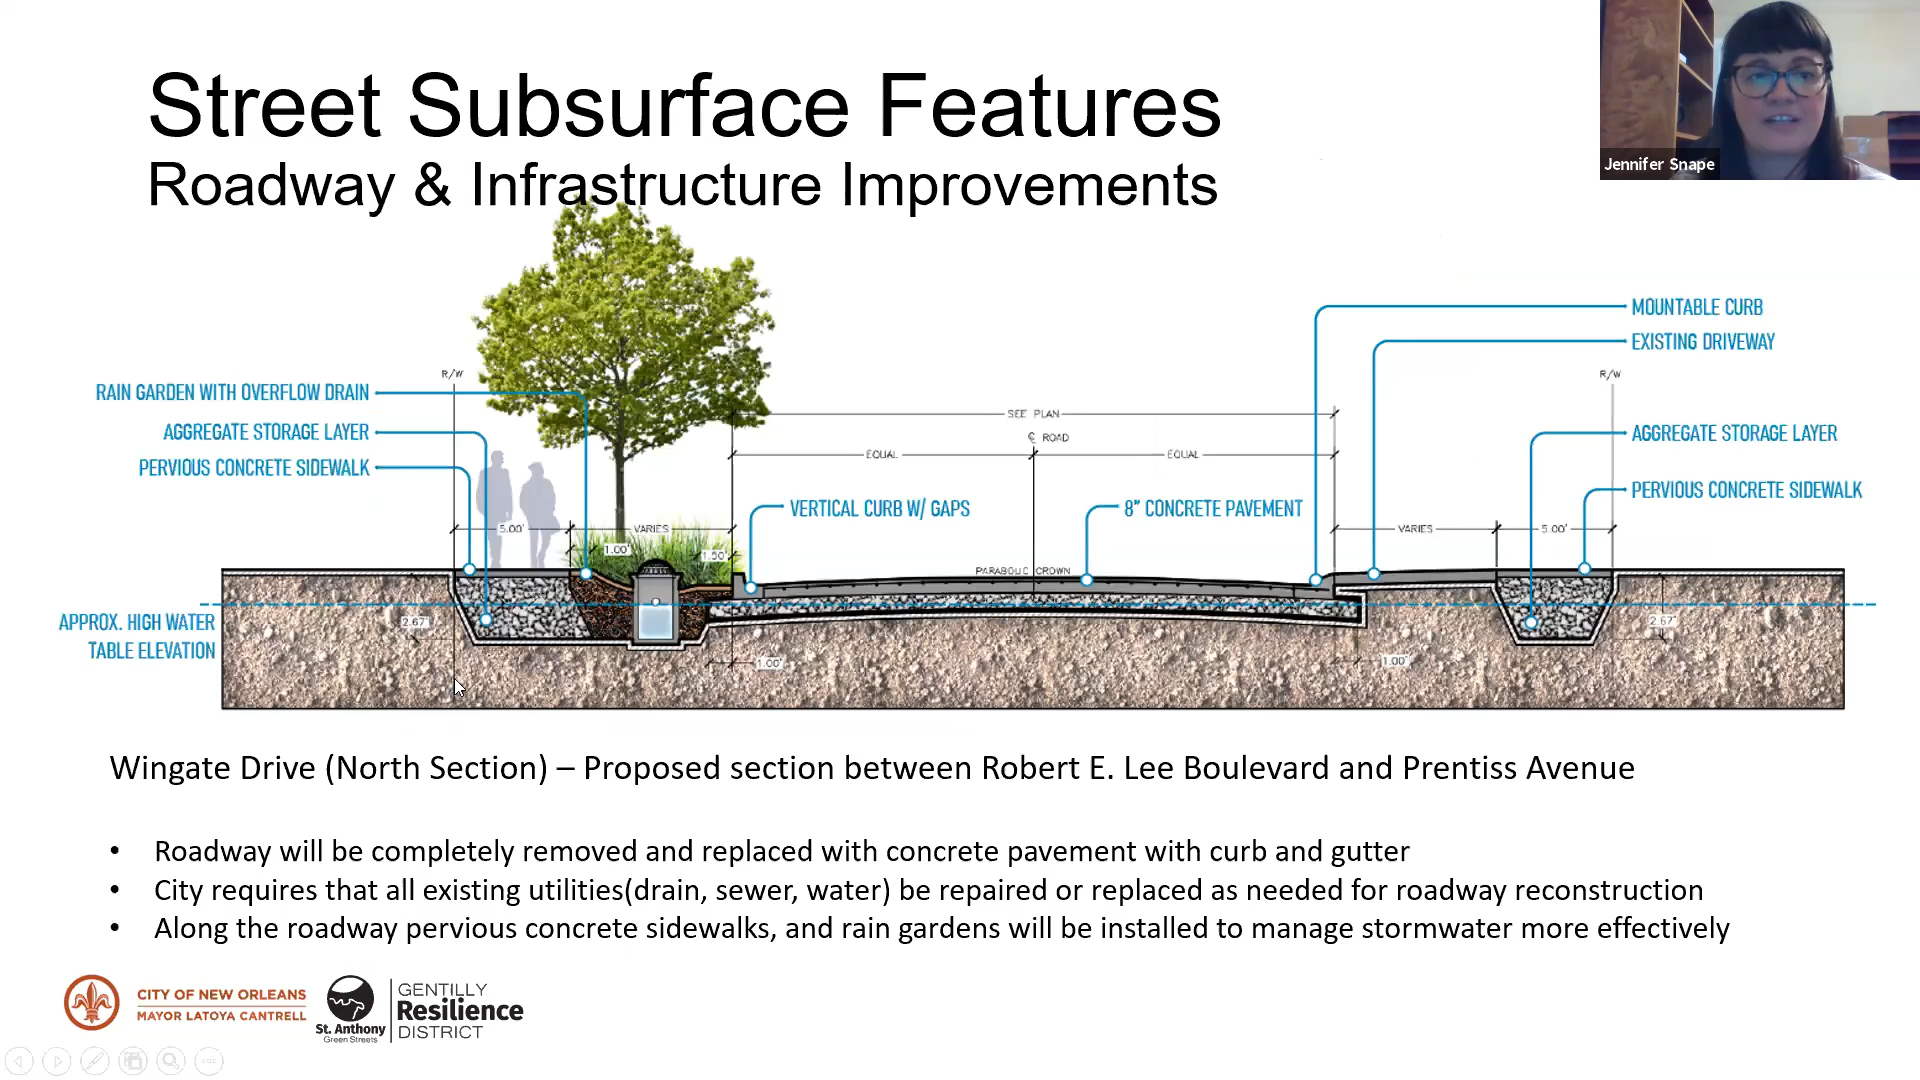 Street Subsurface Features
Roadway & Infrastructure Improvements
Jennifer Snape
MOUNTABLE CURB
EXISTING DRIVEWAY
R/W
R/W
RAIN GARDEN WITH OVERFLOW DRAIN
SEE PLAN
AGGREGATE STORAGE LAYER
℄ ROAD
AGGREGATE STORAGE LAYER
EQUAL
EQUAL
PERVIOUS CONCRETE SIDEWALK
PERVIOUS CONCRETE SIDEWALK
VERTICAL CURB W/ GAPS
8" CONCRETE PAVEMENT
5.00'
VARIES
VARIES
5.00'
1.00'
1.50'
PARABOLIC CROWN
APPROX. HIGH WATER
TABLE ELEVATION
2.67'
2.67'
1.00'
1.00'
Wingate Drive (North Section) – Proposed section between Robert E. Lee Boulevard and Prentiss Avenue
• Roadway will be completely removed and replaced with concrete pavement with curb and gutter
• City requires that all existing utilities(drain, sewer, water) be repaired or replaced as needed for roadway reconstruction
• Along the roadway pervious concrete sidewalks, and rain gardens will be installed to manage stormwater more effectively
CITY OF NEW ORLEANS
MAYOR LATOYA CANTRELL
St. Anthony
Green Streets
GENTILLY
Resilience
DISTRICT